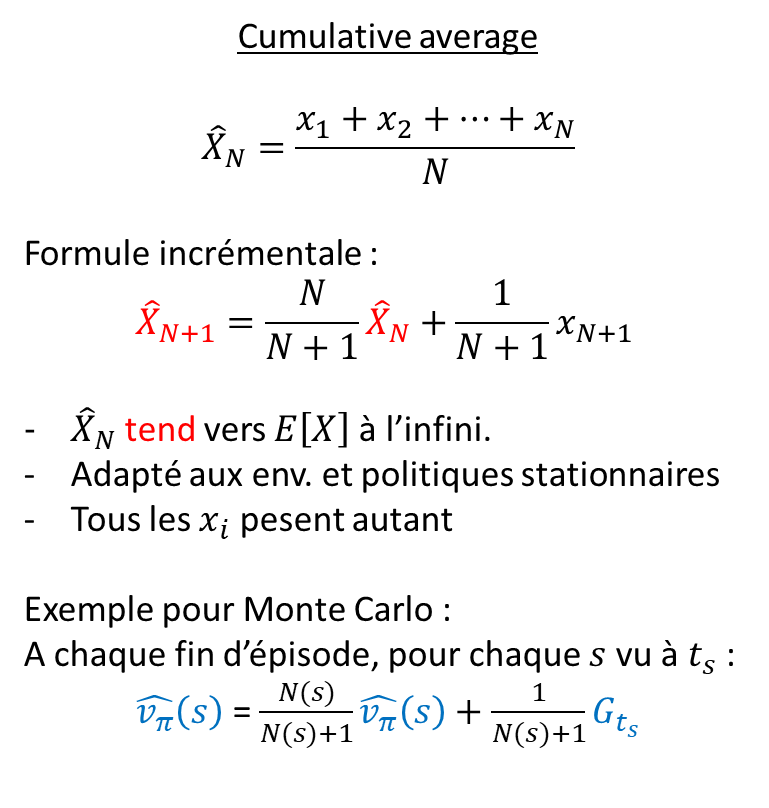 Cumulative average
X̂_N = (x_1 + x_2 + ⋯ + x_N) / N
Formule incrémentale :
X̂_{N+1} = N/(N + 1) X̂_N + 1/(N + 1) x_{N+1}
- X̂_N tend vers E[X] à l’infini.
- Adapté aux env. et politiques stationnaires
- Tous les x_i pesent autant
Exemple pour Monte Carlo :
A chaque fin d’épisode, pour chaque s vu à t_s :
v̂_π(s) = N(s)/(N(s)+1) v̂_π(s) + 1/(N(s)+1) G_{t_s}